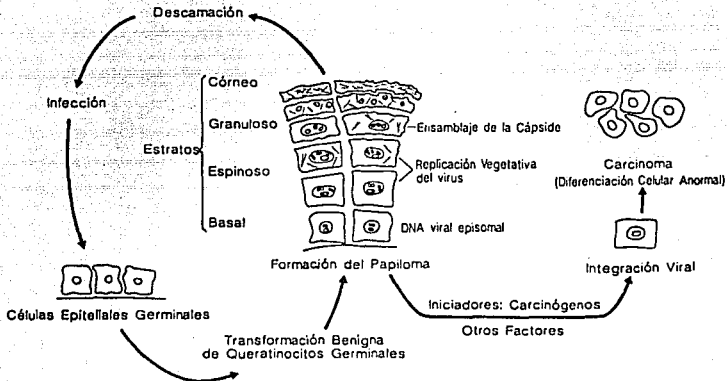 Descamación
Infección
Células Epiteliales Germinales
Transformación Benigna
de Queratinocitos Germinales
Estratos
Córneo
Granuloso
Espinoso
Basal
Ensamblaje de la Cápside
Replicación Vegetativa
del virus
DNA viral episomal
Formación del Papiloma
Iniciadores: Carcinógenos
Otros Factores
Integración Viral
Carcinoma
(Diferenciación Celular Anormal)